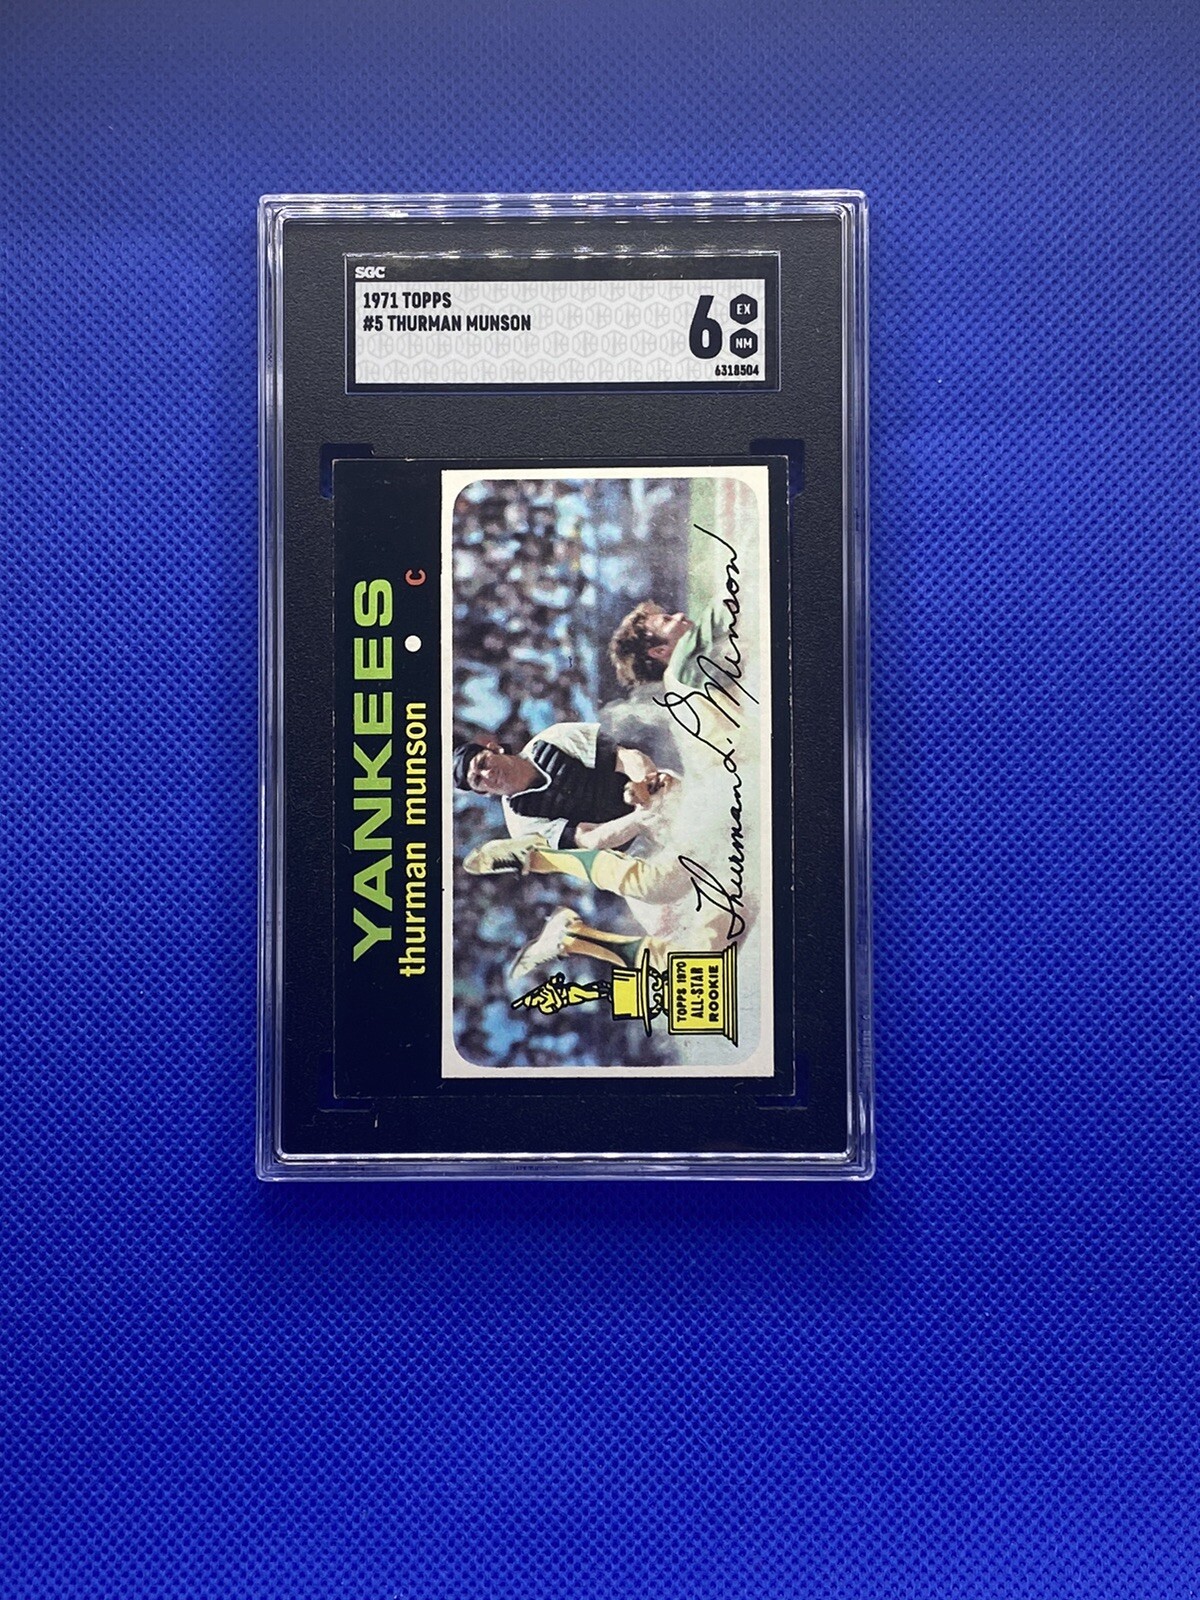 SGC
1971 TOPPS
#5 THURMAN MUNSON
6
EX
NM
6318504
YANKEES
thurman munson • c
Thurman L. Munson
TOPPS 1970
ALL-STAR
ROOKIE